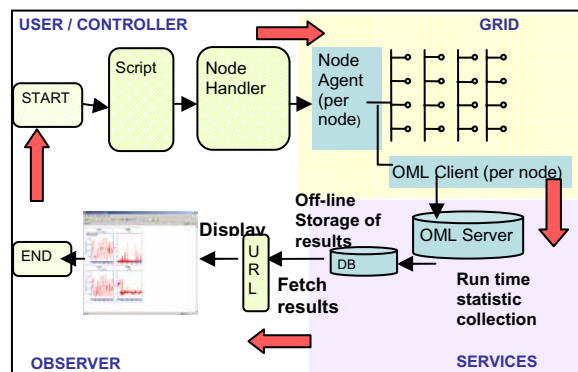 USER / CONTROLLER
GRID
START
Script
Node
Handler
Node
Agent
(per
node)
OML Client (per node)
OML Server
DB
Off-line
Storage of
results
Run time
statistic
collection
Fetch
results
URL
Display
END
OBSERVER
SERVICES